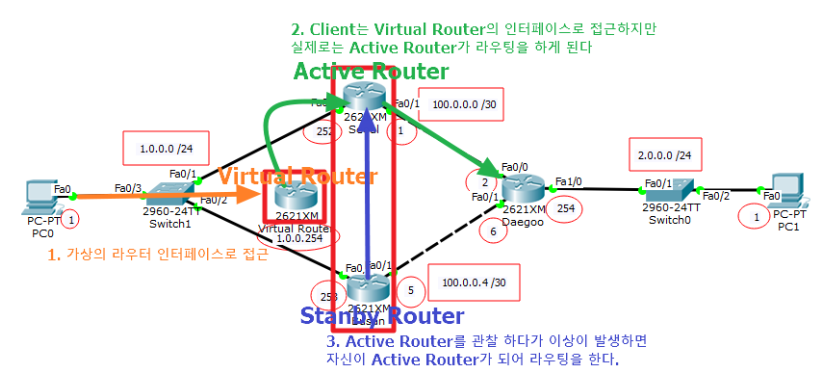 2. Client는 Virtual Router의 인터페이스로 접근하지만
실제로는 Active Router가 라우팅을 하게 된다
Active Router
Fa0/1
100.0.0.0 /30
2621XM
252
1
1.0.0.0 /24
2.0.0.0 /24
Fa0/1
Fa0/0
Fa0
Fa0/3
Virtual Router
2
Fa1/0
Fa0/1
Fa0/2
Fa0
PC-PT
PC0
1
2960-24TT
Switch1
Fa0/2
2621XM
Virtual Router
1.0.0.254
Fa0/1
2621XM
Daegoo
254
6
2960-24TT
Switch0
1
PC-PT
PC1
1. 가상의 라우터 인터페이스로 접근
Fa0/1
5
100.0.0.4 /30
2621XM
Stanby Router
3. Active Router를 관찰 하다가 이상이 발생하면
자신이 Active Router가 되어 라우팅을 한다.